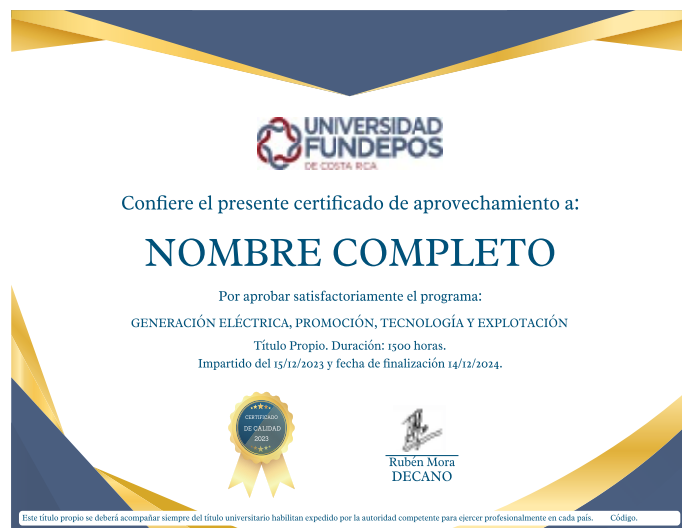 UNIVERSIDAD
FUNDEPOS
DE COSTA RICA
Confiere el presente certificado de aprovechamiento a:
NOMBRE COMPLETO
Por aprobar satisfactoriamente el programa:
GENERACIÓN ELÉCTRICA, PROMOCIÓN, TECNOLOGÍA Y EXPLOTACIÓN
Título Propio. Duración: 1500 horas.
Impartido del 15/12/2023 y fecha de finalización 14/12/2024.
CERTIFICADO
DE CALIDAD
2023
Rubén Mora
DECANO
Este título propio se deberá acompañar siempre del título universitario habilitan expedido por la autoridad competente para ejercer profesionalmente en cada país. Código.